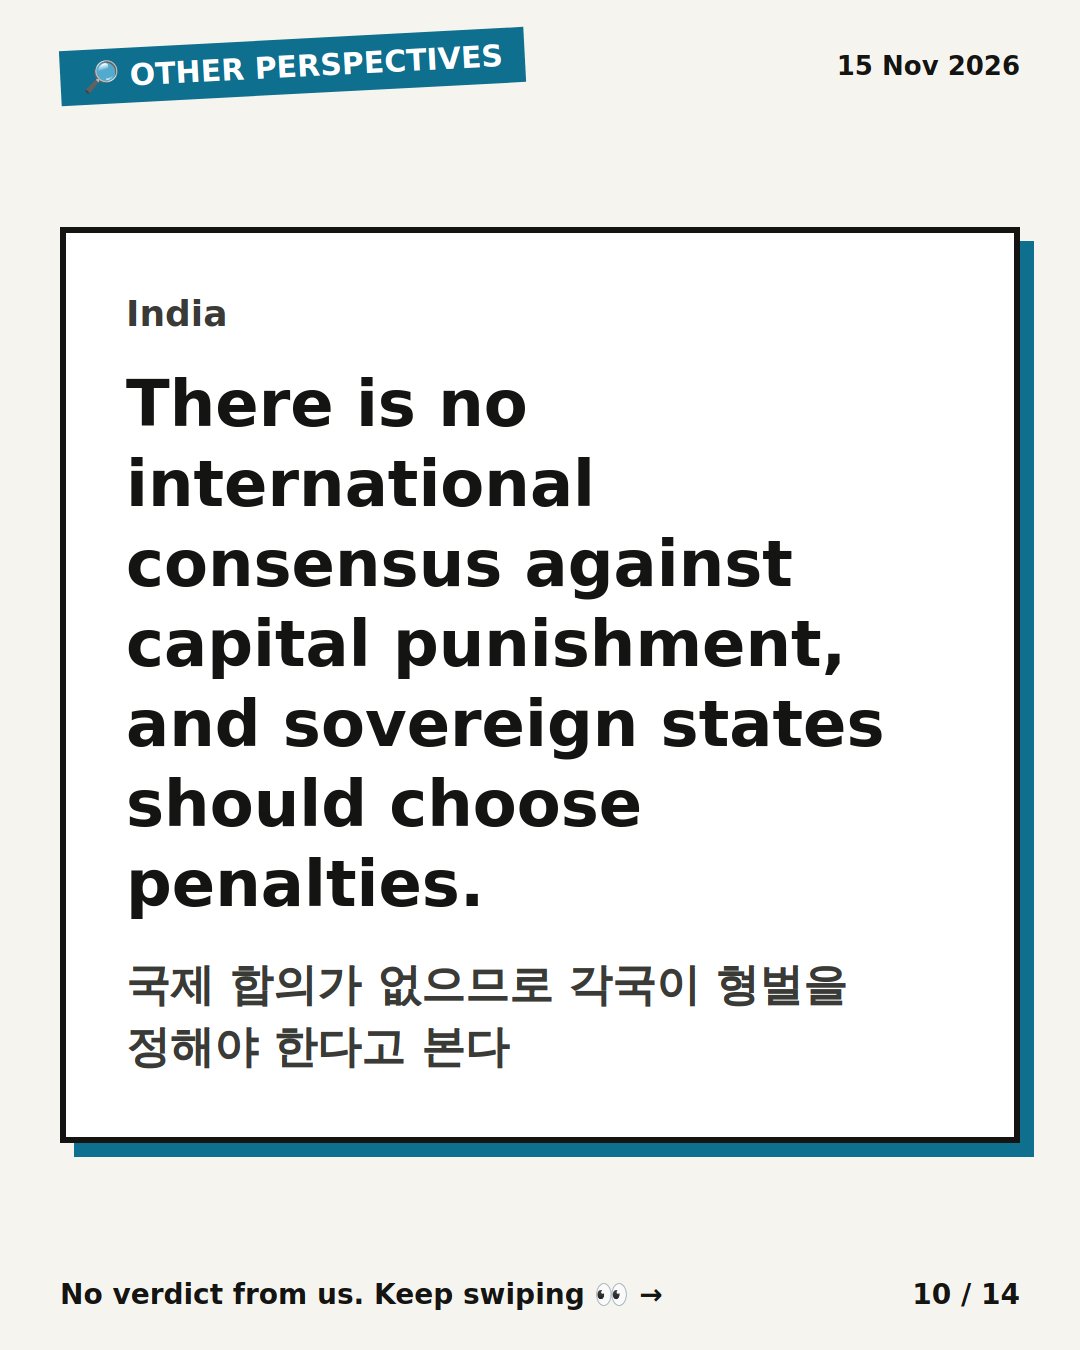 🔎 OTHER PERSPECTIVES
15 Nov 2026
India
There is no
international
consensus against
capital punishment,
and sovereign states
should choose
penalties.
국제 합의가 없으므로 각국이 형벌을
정해야 한다고 본다
No verdict from us. Keep swiping 👀 →
10 / 14